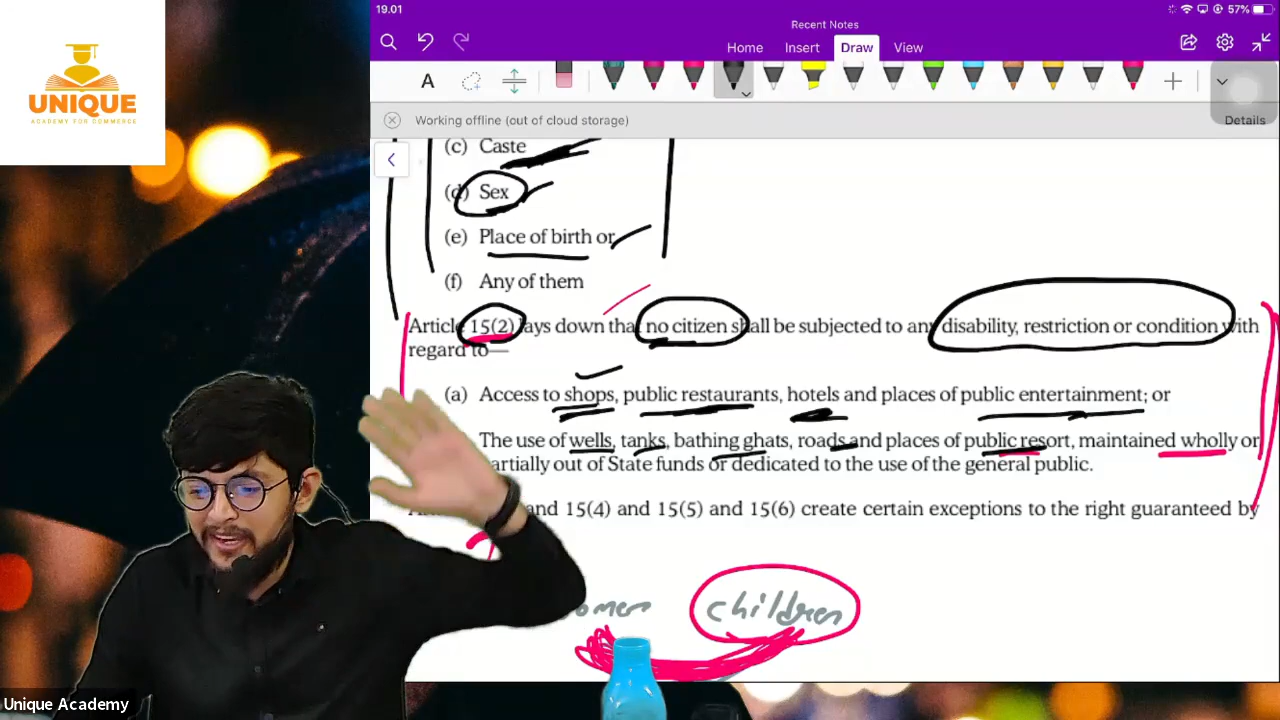 19.01
57%
UNIQUE
ACADEMY FOR COMMERCE
Recent Notes
Home Insert Draw View
A
Working offline (out of cloud storage)
Details
(c) Caste
(d) Sex
(e) Place of birth or
(f) Any of them
Article 15(2) lays down that no citizen shall be subjected to any disability, restriction or condition with
regard to—
(a) Access to shops, public restaurants, hotels and places of public entertainment; or
The use of wells, tanks, bathing ghats, roads and places of public resort, maintained wholly or
artially out of State funds or dedicated to the use of the general public.
and 15(4) and 15(5) and 15(6) create certain exceptions to the right guaranteed by
omen children
Unique Academy